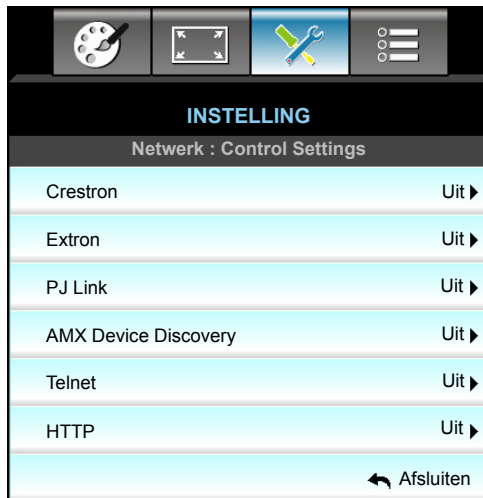 INSTELLING
Netwerk : Control Settings
Crestron Uit
Extron Uit
PJ Link Uit
AMX Device Discovery Uit
Telnet Uit
HTTP Uit
Afsluiten